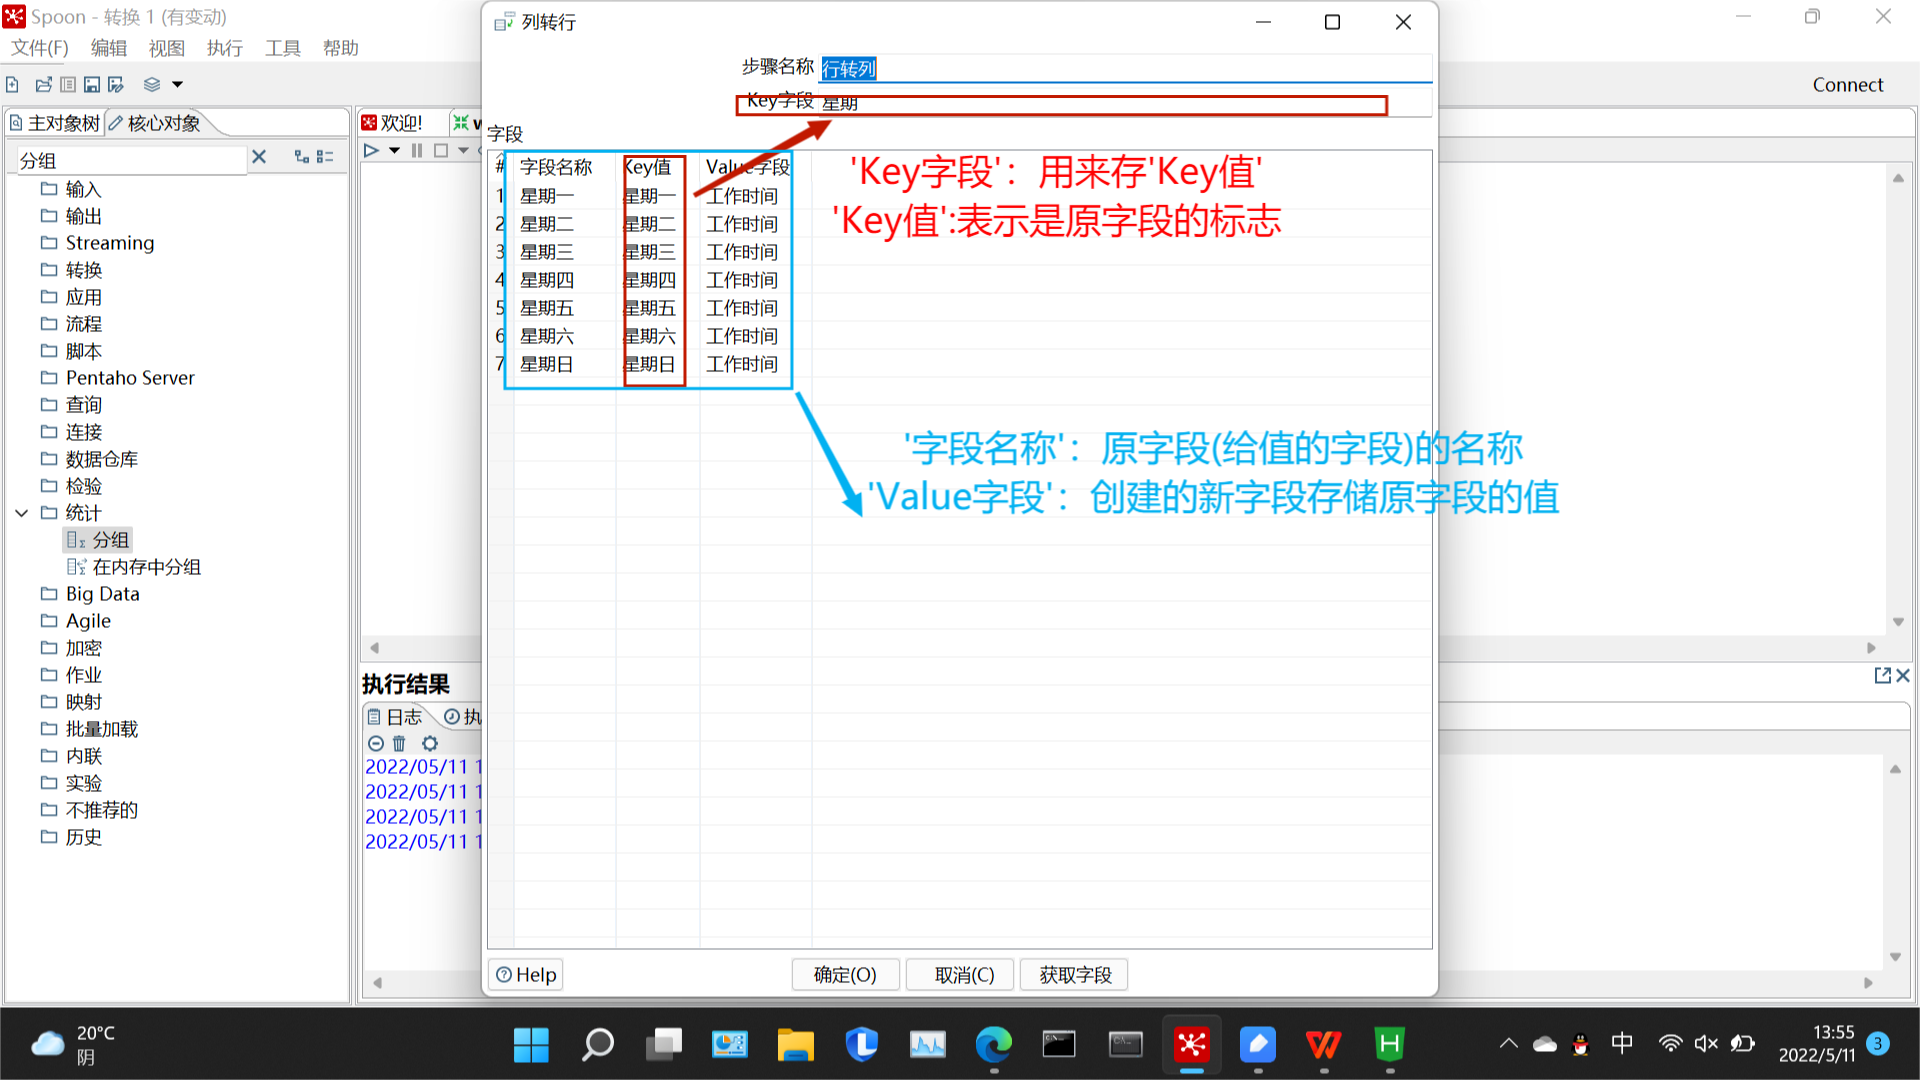 Spoon - 转换 1 (有变动)
文件(F) 编辑 视图 执行 工具 帮助
Connect
主对象树 核心对象
分组
输入
输出
Streaming
转换
应用
流程
脚本
Pentaho Server
查询
连接
数据仓库
检验
统计
分组
在内存中分组
Big Data
Agile
加密
作业
映射
批量加载
内联
实验
不推荐的
历史
欢迎!
执行结果
日志
2022/05/11 1
2022/05/11 1
2022/05/11 1
2022/05/11 1
列转行
步骤名称 行转列
Key字段 星期
字段
# 字段名称 Key值 Value字段
1 星期一 星期一 工作时间
2 星期二 星期二 工作时间
3 星期三 星期三 工作时间
4 星期四 星期四 工作时间
5 星期五 星期五 工作时间
6 星期六 星期六 工作时间
7 星期日 星期日 工作时间
'Key字段'：用来存'Key值'
'Key值':表示是原字段的标志
'字段名称'：原字段(给值的字段)的名称
'Value字段'：创建的新字段存储原字段的值
Help 确定(O) 取消(C) 获取字段
20°C
阴
中
13:55
2022/5/11
3